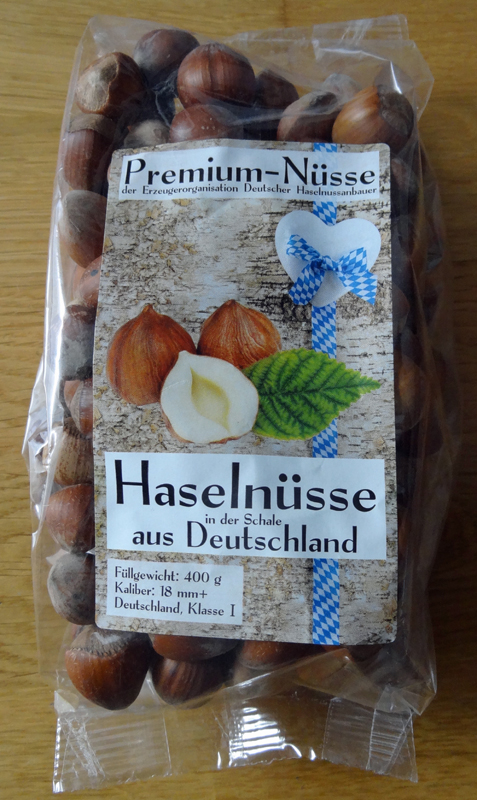 Premium-Nüsse
der Erzeugerorganisation Deutscher Haselnussanbauer
Haselnüsse
in der Schale
aus Deutschland
Füllgewicht: 400 g
Kaliber: 18 mm+
Deutschland, Klasse I